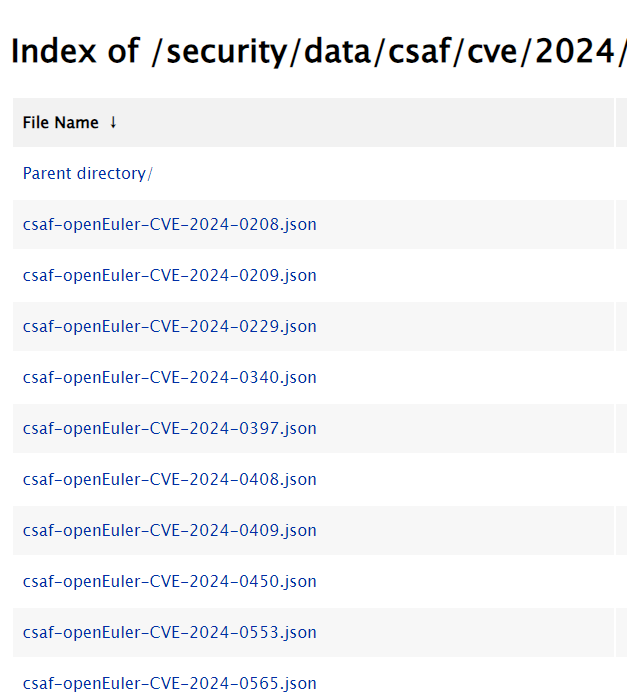 Index of /security/data/csaf/cve/2024/
File Name ↓
Parent directory/
csaf-openEuler-CVE-2024-0208.json
csaf-openEuler-CVE-2024-0209.json
csaf-openEuler-CVE-2024-0229.json
csaf-openEuler-CVE-2024-0340.json
csaf-openEuler-CVE-2024-0397.json
csaf-openEuler-CVE-2024-0408.json
csaf-openEuler-CVE-2024-0409.json
csaf-openEuler-CVE-2024-0450.json
csaf-openEuler-CVE-2024-0553.json
csaf-openEuler-CVE-2024-0565.json